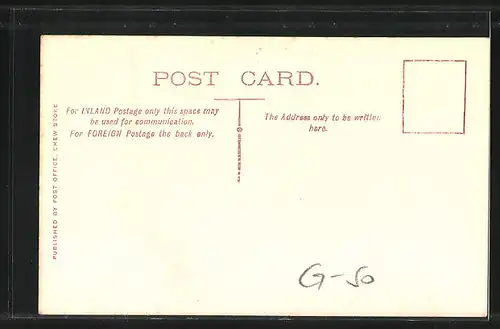 POST CARD.
For INLAND Postage only this space may
be used for communication.
For FOREIGN Postage the back only.
The Address only to be written
here.
PUBLISHED BY POST OFFICE, CHEW STOKE
G-50